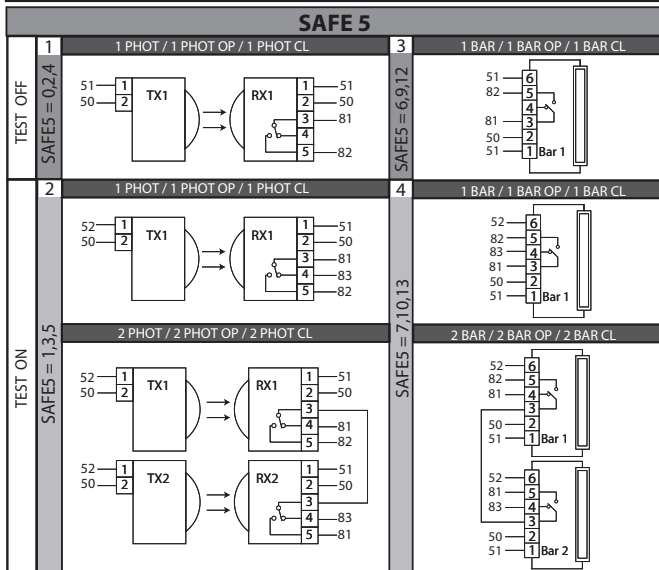 SAFE 5
TEST OFF
SAFE5 = 0,2,4
1
1 PHOT / 1 PHOT OP / 1 PHOT CL
51 1
50 2
TX1
RX1
1 51
2 50
3 81
4
5 82
SAFE5 = 6,9,12
3
1 BAR / 1 BAR OP / 1 BAR CL
51 6
82 5
4
81 3
50 2
51 1 Bar 1
TEST ON
SAFE5 = 1,3,5
2
1 PHOT / 1 PHOT OP / 1 PHOT CL
52 1
50 2
TX1
RX1
1 51
2 50
3 81
4 83
5 82
2 PHOT / 2 PHOT OP / 2 PHOT CL
52 1
50 2
TX1
RX1
1 51
2 50
3
4 81
5 82
52 1
50 2
TX2
RX2
1 51
2 50
3
4 83
5 81
SAFE5 = 7,10,13
4
1 BAR / 1 BAR OP / 1 BAR CL
52 6
82 5
83 4
81 3
50 2
51 1 Bar 1
2 BAR / 2 BAR OP / 2 BAR CL
52 6
82 5
81 4
3
50 2
51 1 Bar 1
52 6
81 5
83 4
3
50 2
51 1 Bar 2